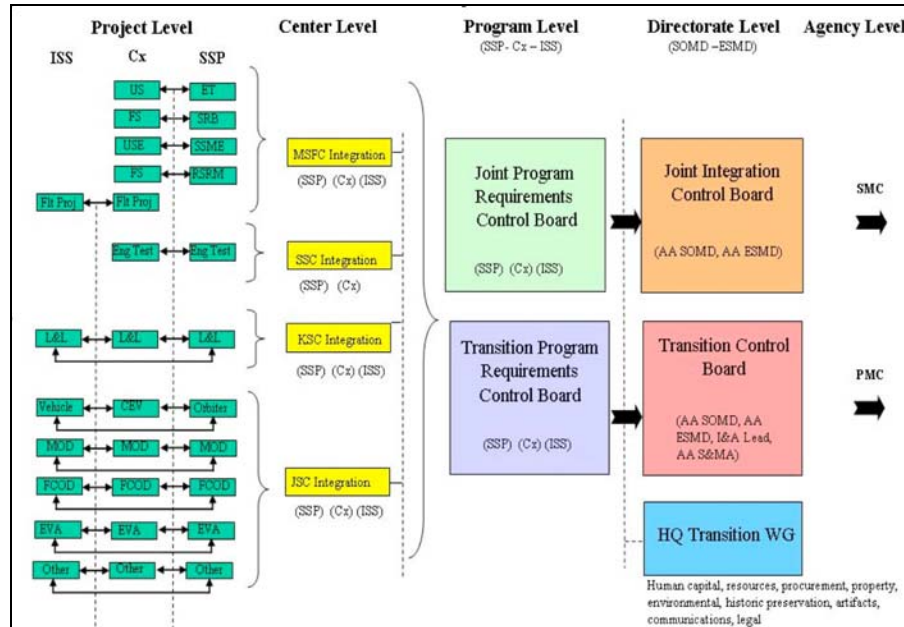 Project Level
Center Level
Program Level
Directorate Level
Agency Level
(SSP- Cx – ISS)
(SOMD –ESMD)
ISS
Cx
SSP
US
ET
FS
SRB
USE
SSME
FS
RSRM
Flt Proj
Flt Proj
Eng Test
Eng Test
L&L
L&L
L&L
Vehicle
CEV
Orbiter
MOD
MOD
MOD
FCOD
FCOD
FCOD
EVA
EVA
EVA
Other
Other
Other
MSFC Integration
(SSP) (Cx) (ISS)
SSC Integration
(SSP) (Cx)
KSC Integration
(SSP) (Cx) (ISS)
JSC Integration
(SSP) (Cx) (ISS)
Joint Program
Requirements
Control Board
(SSP) (Cx) (ISS)
Transition Program
Requirements
Control Board
(SSP) (Cx) (ISS)
Joint Integration
Control Board
(AA SOMD, AA ESMD)
Transition Control
Board
(AA SOMD, AA
ESMD, I&A Lead,
AA S&MA)
HQ Transition WG
Human capital, resources, procurement, property,
environmental, historic preservation, artifacts,
communications, legal
SMC
PMC